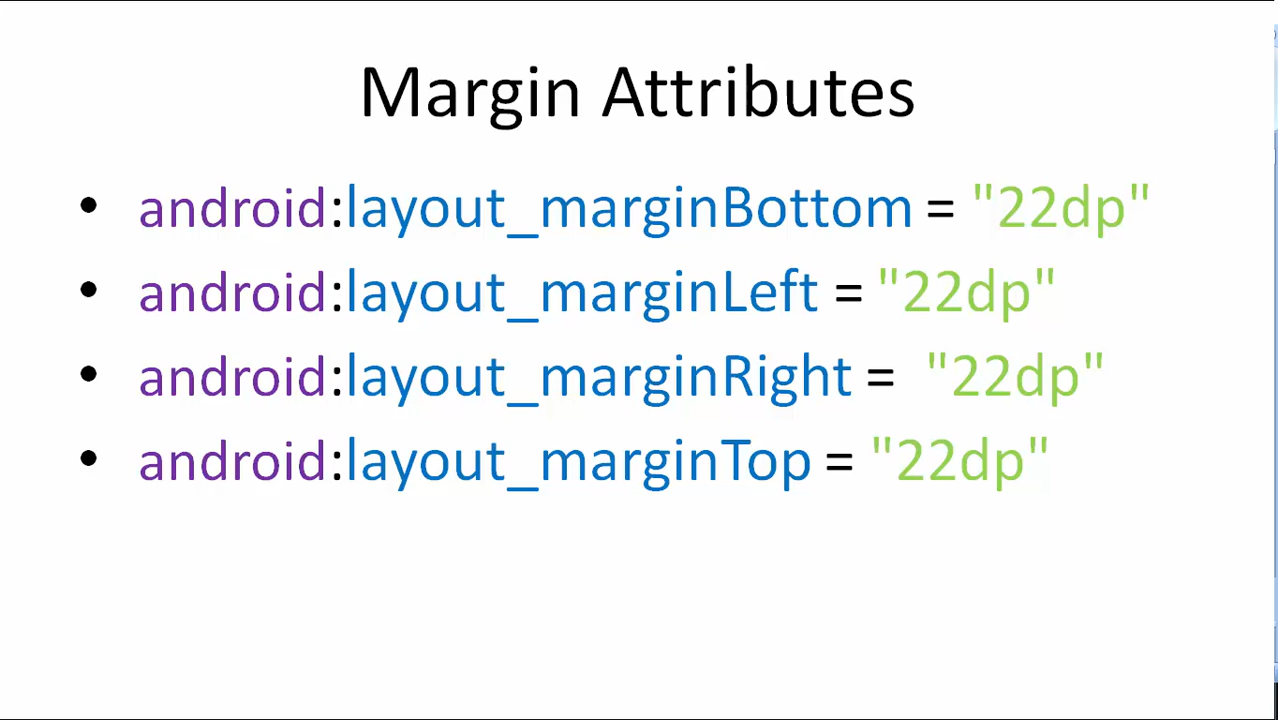 Margin Attributes
• android:layout_marginBottom = "22dp"
• android:layout_marginLeft = "22dp"
• android:layout_marginRight =  "22dp"
• android:layout_marginTop = "22dp"